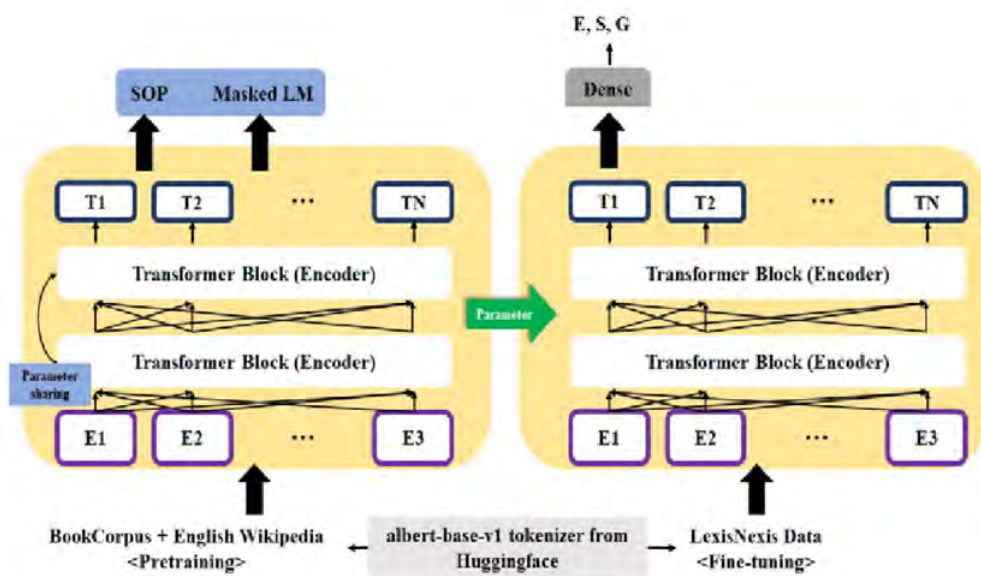 E, S, G
SOP Masked LM
Dense
T1 T2 ... TN
T1 T2 ... TN
Transformer Block (Encoder)
Transformer Block (Encoder)
Parameter
Transformer Block (Encoder)
Transformer Block (Encoder)
Parameter
sharing
E1 E2 ... E3
E1 E2 ... E3
BookCorpus + English Wikipedia
<Pretraining>
albert-base-v1 tokenizer from
Huggingface
LexisNexis Data
<Fine-tuning>